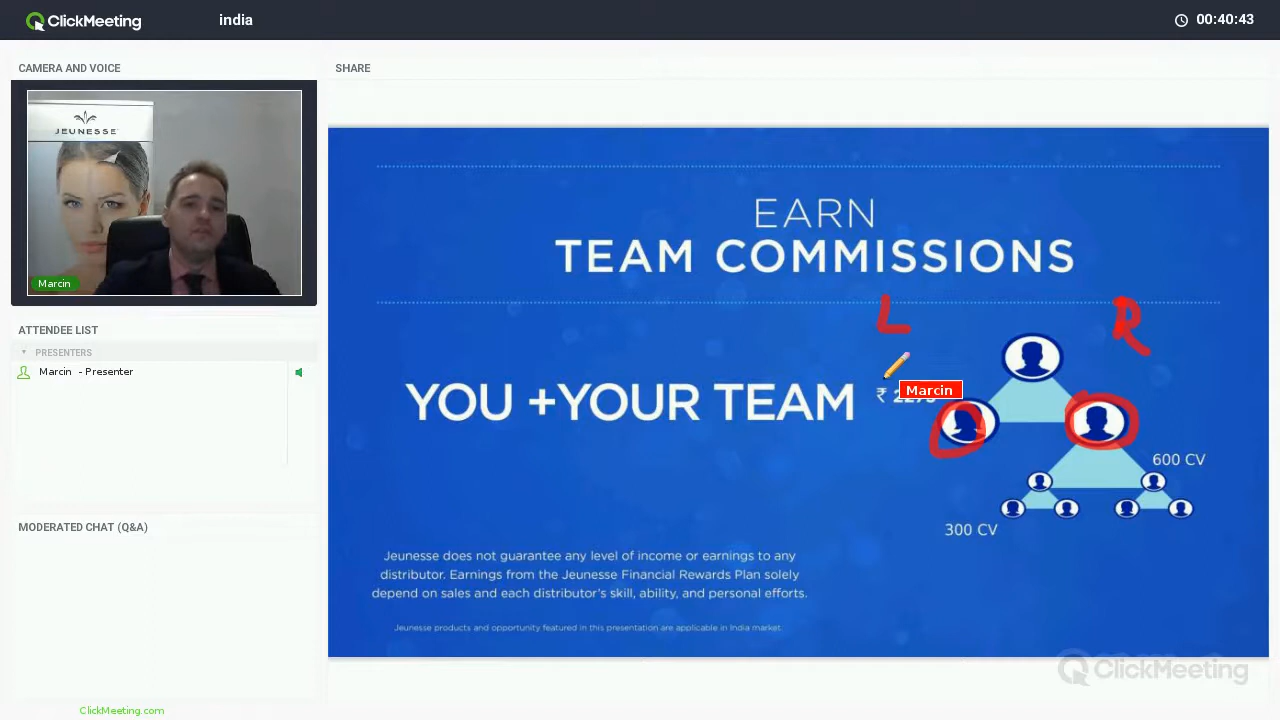 ClickMeeting
india
00:40:43
CAMERA AND VOICE
SHARE
JEUNESSE
Marcin
ATTENDEE LIST
PRESENTERS
Marcin - Presenter
MODERATED CHAT (Q&A)
ClickMeeting.com
EARN
TEAM COMMISSIONS
L
R
YOU +YOUR TEAM
₹
Marcin
600 CV
300 CV
Jeunesse does not guarantee any level of income or earnings to any
distributor. Earnings from the Jeunesse Financial Rewards Plan solely
depend on sales and each distributor's skill, ability, and personal efforts.
Jeunesse products and opportunity featured in this presentation are applicable in India market.
ClickMeeting